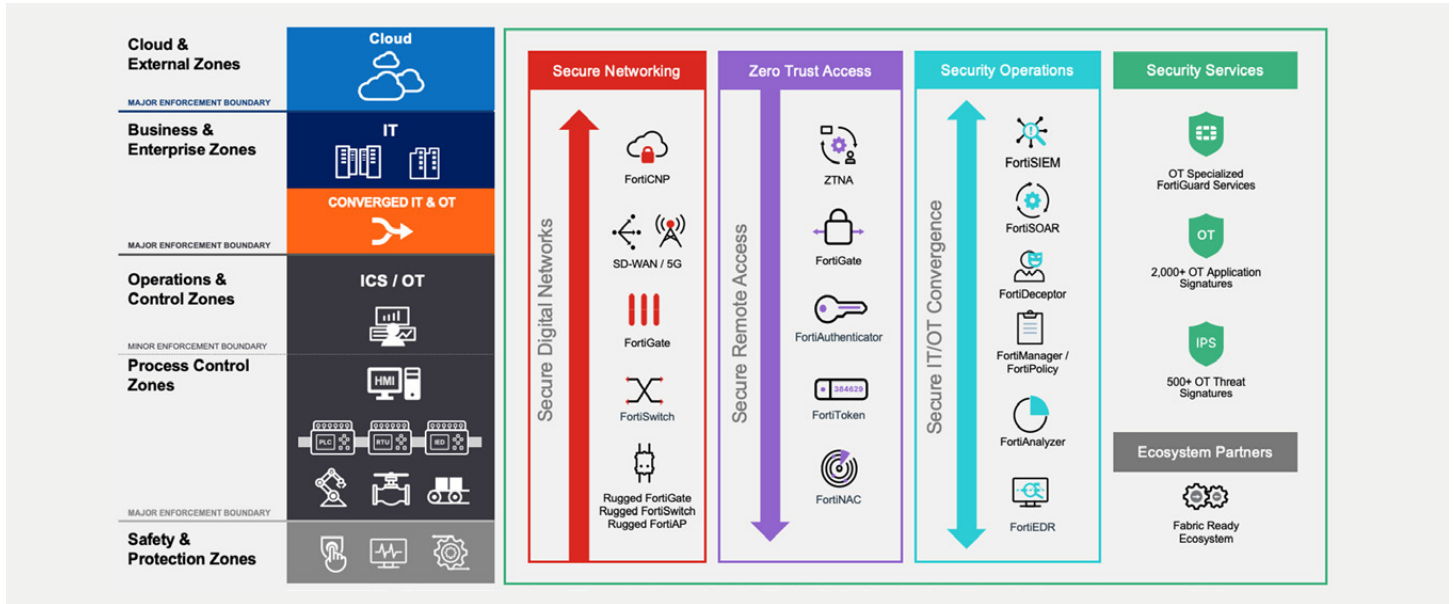 Cloud &
External Zones
MAJOR ENFORCEMENT BOUNDARY
Business &
Enterprise Zones
MAJOR ENFORCEMENT BOUNDARY
Operations &
Control Zones
MINOR ENFORCEMENT BOUNDARY
Process Control
Zones
MAJOR ENFORCEMENT BOUNDARY
Safety &
Protection Zones
Cloud
IT
CONVERGED IT & OT
ICS / OT
HMI
PLC
RTU
IED
Secure Networking
Secure Digital Networks
FortiCNP
SD-WAN / 5G
FortiGate
FortiSwitch
Rugged FortiGate
Rugged FortiSwitch
Rugged FortiAP
Zero Trust Access
Secure Remote Access
ZTNA
FortiGate
FortiAuthenticator
384629
FortiToken
FortiNAC
Security Operations
Secure IT/OT Convergence
FortiSIEM
FortiSOAR
FortiDeceptor
FortiManager /
FortiPolicy
FortiAnalyzer
FortiEDR
Security Services
OT Specialized
FortiGuard Services
OT
2,000+ OT Application
Signatures
IPS
500+ OT Threat
Signatures
Ecosystem Partners
Fabric Ready
Ecosystem